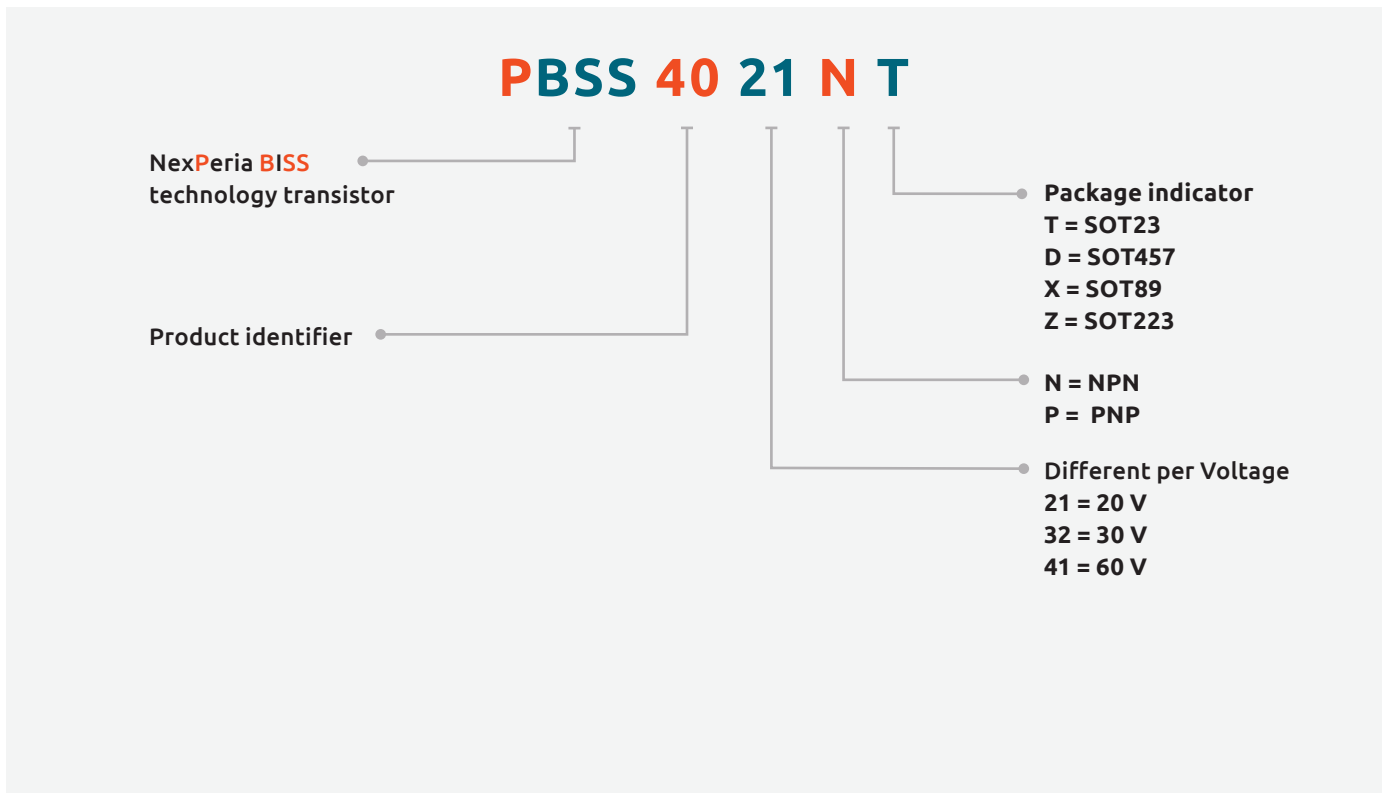 PBSS 40 21 N T
NexPeria BISS
technology transistor
Product identifier
Package indicator
T = SOT23
D = SOT457
X = SOT89
Z = SOT223
N = NPN
P = PNP
Different per Voltage
21 = 20 V
32 = 30 V
41 = 60 V